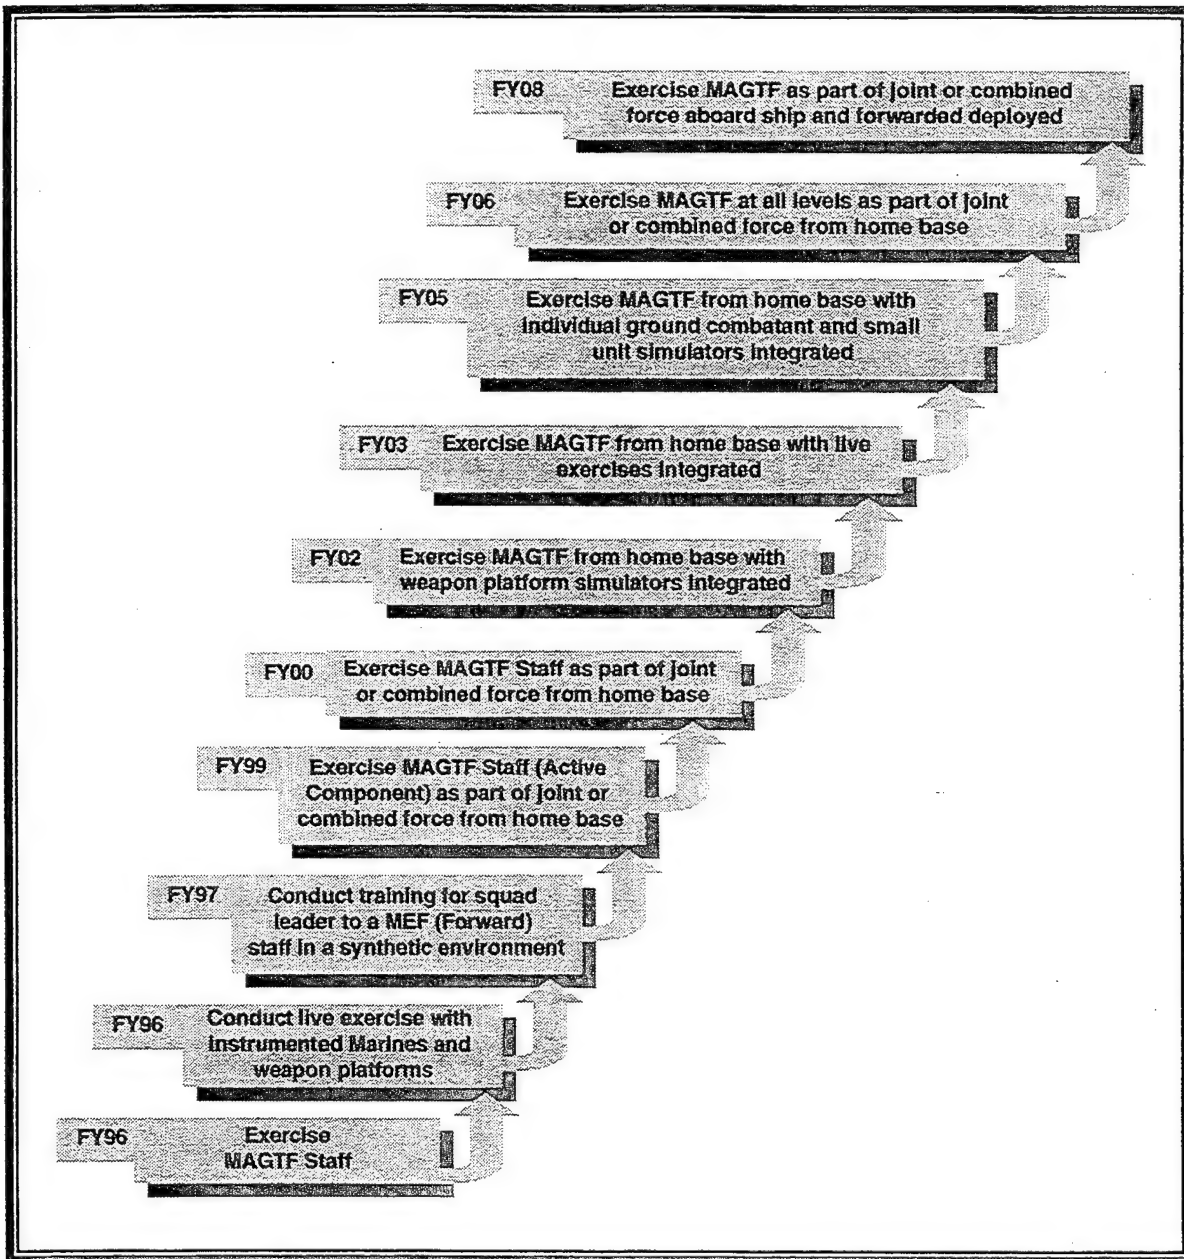 FY08
Exercise MAGTF as part of joint or combined
force aboard ship and forwarded deployed
FY06
Exercise MAGTF at all levels as part of joint
or combined force from home base
FY05
Exercise MAGTF from home base with
individual ground combatant and small
unit simulators integrated
FY03
Exercise MAGTF from home base with live
exercises integrated
FY02
Exercise MAGTF from home base with
weapon platform simulators integrated
FY00
Exercise MAGTF Staff as part of joint
or combined force from home base
FY99
Exercise MAGTF Staff (Active
Component) as part of joint or
combined force from home base
FY97
Conduct training for squad
leader to a MEF (Forward)
staff in a synthetic environment
FY96
Conduct live exercise with
instrumented Marines and
weapon platforms
FY96
Exercise
MAGTF Staff